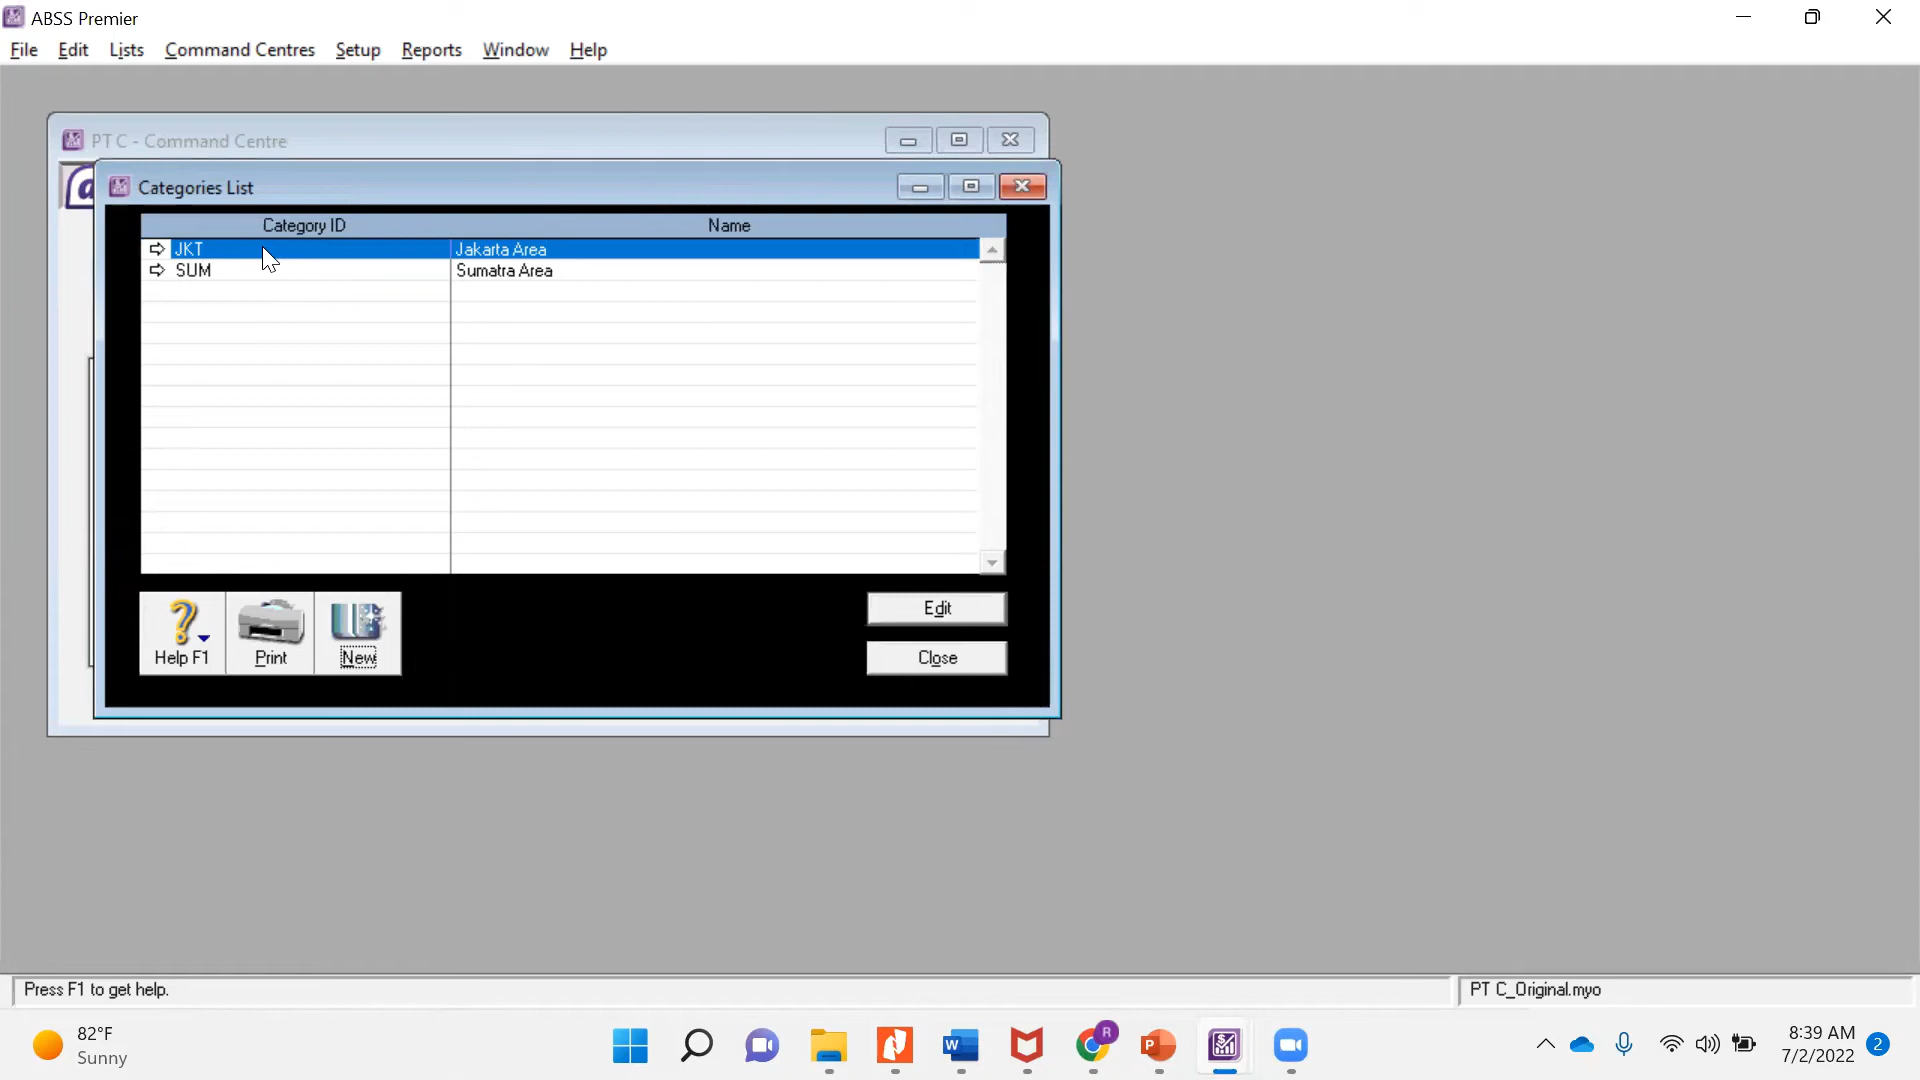 ABSS Premier
File Edit Lists Command Centres Setup Reports Window Help
PT C - Command Centre
Categories List
Category ID Name
JKT Jakarta Area
SUM Sumatra Area
Help F1 Print New
Edit
Close
Press F1 to get help. PT C_Original.myo
82°F
Sunny
8:39 AM
7/2/2022
2